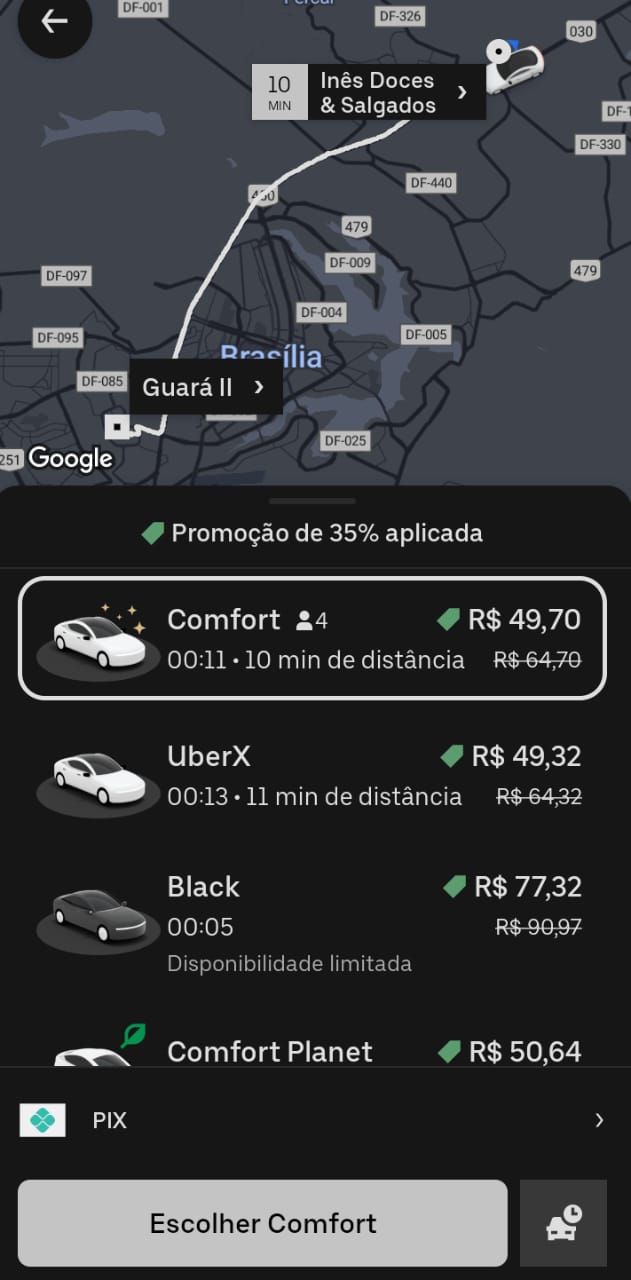 DF-001
DF-326
030
10
MIN
Inês Doces
& Salgados
DF-330
DF-440
479
DF-009
479
DF-097
DF-004
DF-095
DF-005
Brasília
DF-085
Guará II
DF-025
251
Google
Promoção de 35% aplicada
Comfort 4
R$ 49,70
00:11 • 10 min de distância
R$ 64,70
UberX
R$ 49,32
00:13 • 11 min de distância
R$ 64,32
Black
R$ 77,32
00:05
R$ 90,97
Disponibilidade limitada
Comfort Planet
R$ 50,64
PIX
Escolher Comfort